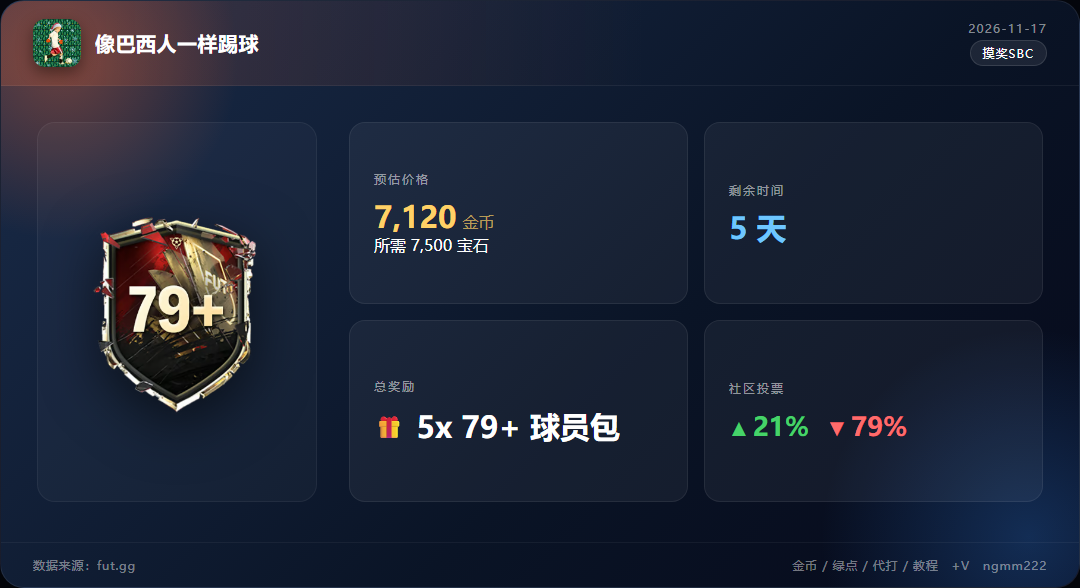 像巴西人一样踢球
2026-11-17
摸奖SBC
FUT
79+
预估价格
7,120 金币
所需 7,500 宝石
剩余时间
5 天
总奖励
5x 79+ 球员包
社区投票
▲21% ▼79%
数据来源：fut.gg
金币 / 绿点 / 代打 / 教程 +V ngmm222